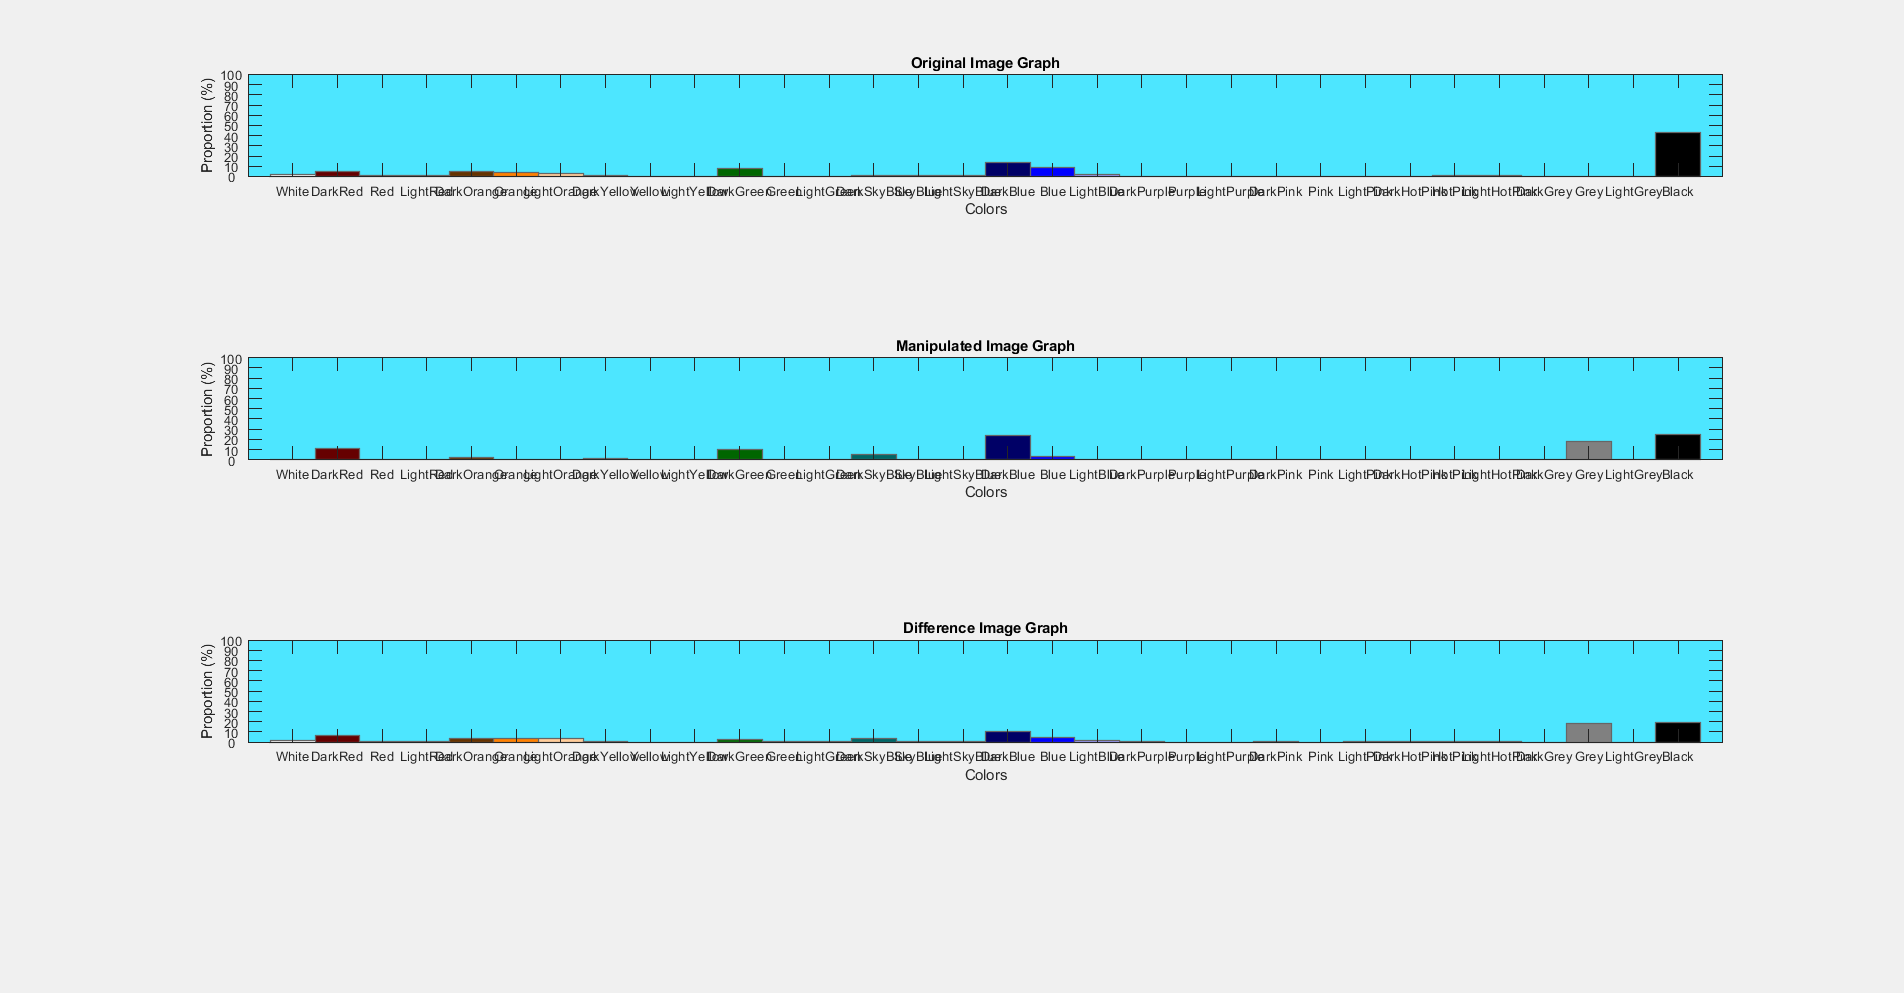 Original Image Graph
Proportion (%)
100
90
80
70
60
50
40
30
20
10
0
White DarkRed Red LightRed DarkOrange Orange LightOrange DarkYellow Yellow LightYellow DarkGreen Green LightGreen DarkSkyBlue SkyBlue LightSkyBlue DarkBlue Blue LightBlue DarkPurple Purple LightPurple DarkPink Pink LightPink DarkHotPink HotPink LightHotPink DarkGrey Grey LightGrey Black
Colors
Manipulated Image Graph
Proportion (%)
100
90
80
70
60
50
40
30
20
10
0
White DarkRed Red LightRed DarkOrange Orange LightOrange DarkYellow Yellow LightYellow DarkGreen Green LightGreen DarkSkyBlue SkyBlue LightSkyBlue DarkBlue Blue LightBlue DarkPurple Purple LightPurple DarkPink Pink LightPink DarkHotPink HotPink LightHotPink DarkGrey Grey LightGrey Black
Colors
Difference Image Graph
Proportion (%)
100
90
80
70
60
50
40
30
20
10
0
White DarkRed Red LightRed DarkOrange Orange LightOrange DarkYellow Yellow LightYellow DarkGreen Green LightGreen DarkSkyBlue SkyBlue LightSkyBlue DarkBlue Blue LightBlue DarkPurple Purple LightPurple DarkPink Pink LightPink DarkHotPink HotPink LightHotPink DarkGrey Grey LightGrey Black
Colors